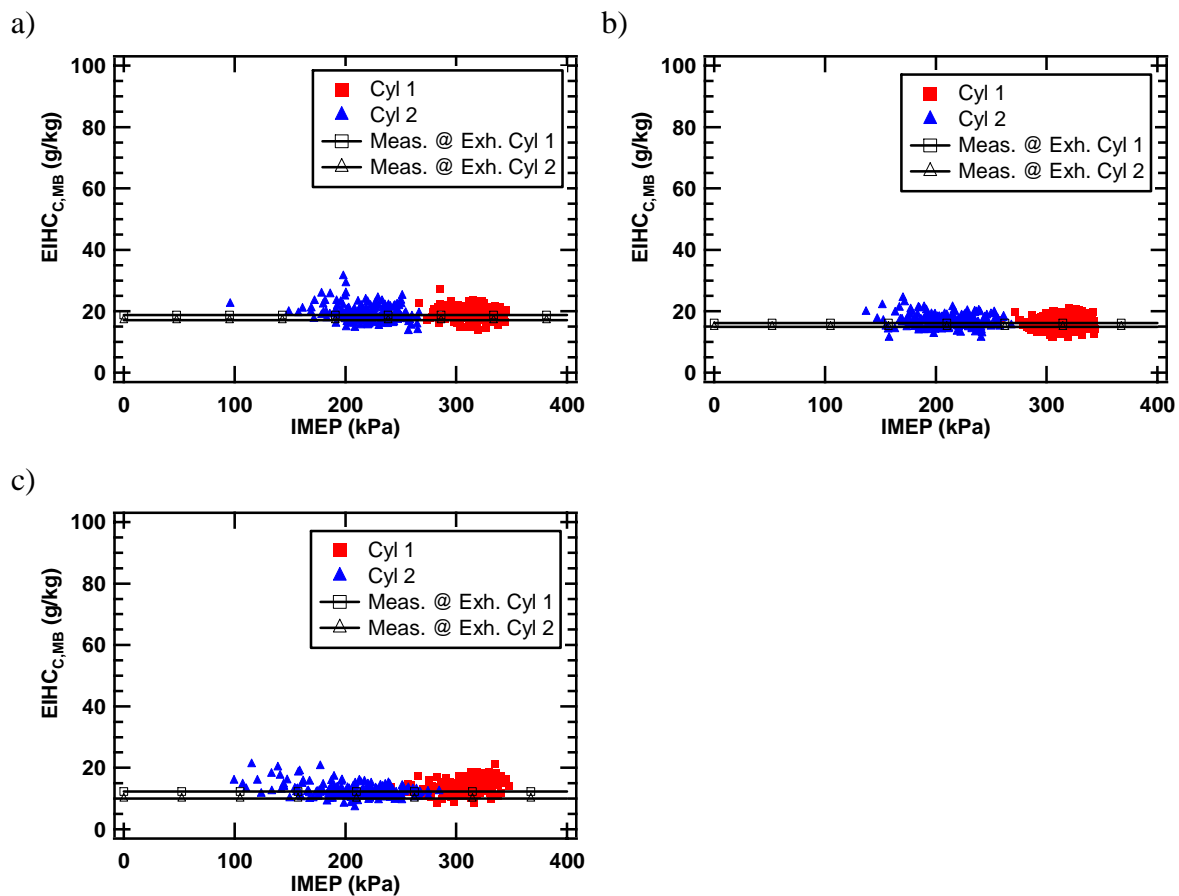 a)
100
80
60
40
20
0
EIHC_C,MB (g/kg)
Cyl 1
Cyl 2
Meas. @ Exh. Cyl 1
Meas. @ Exh. Cyl 2
0 100 200 300 400
IMEP (kPa)
b)
100
80
60
40
20
0
EIHC_C,MB (g/kg)
Cyl 1
Cyl 2
Meas. @ Exh. Cyl 1
Meas. @ Exh. Cyl 2
0 100 200 300 400
IMEP (kPa)
c)
100
80
60
40
20
0
EIHC_C,MB (g/kg)
Cyl 1
Cyl 2
Meas. @ Exh. Cyl 1
Meas. @ Exh. Cyl 2
0 100 200 300 400
IMEP (kPa)